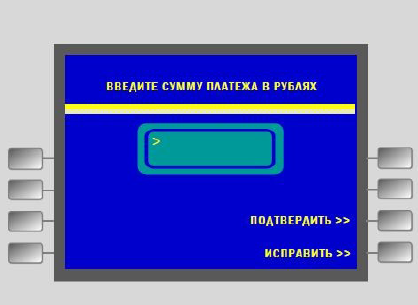 ВВЕДИТЕ СУММУ ПЛАТЕЖА В РУБЛЯХ
>
ПОДТВЕРДИТЬ >>
ИСПРАВИТЬ >>